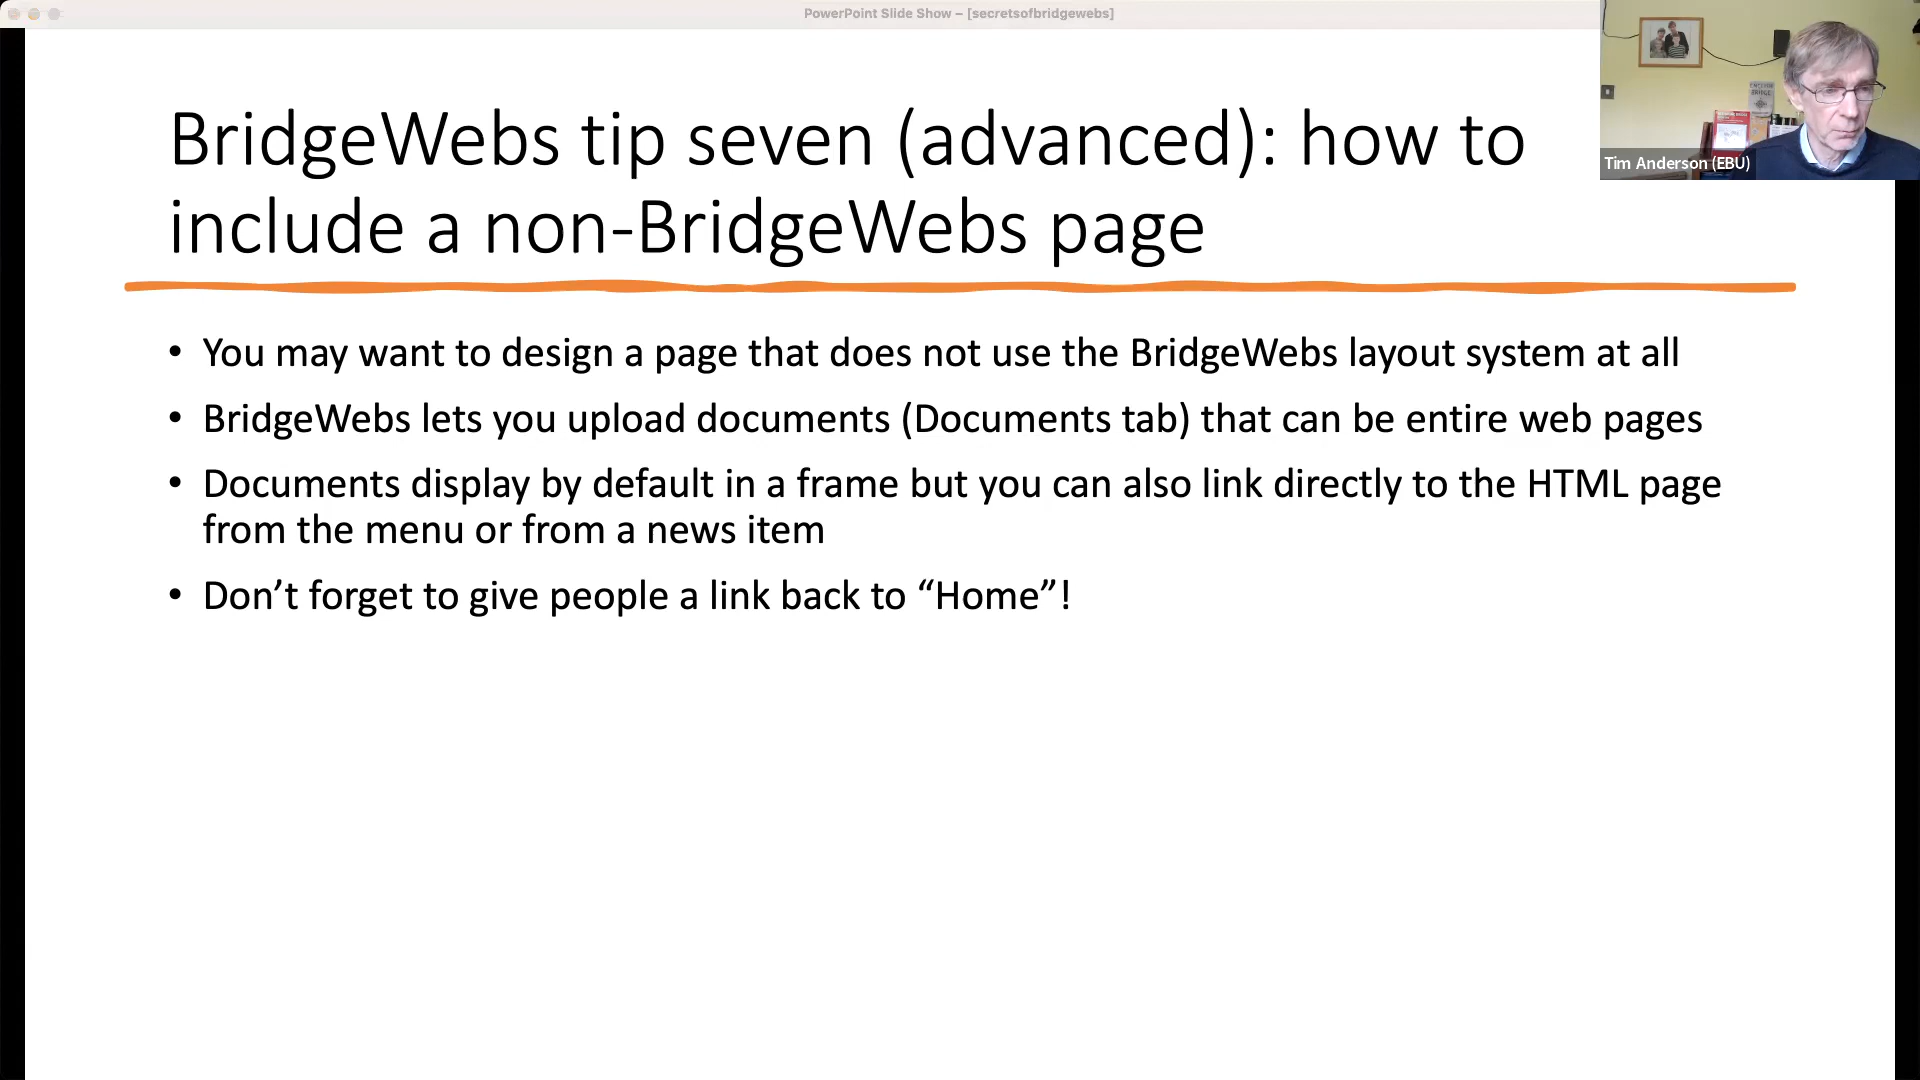 PowerPoint Slide Show – [secretsofbridgewebs]
BridgeWebs tip seven (advanced): how to
include a non-BridgeWebs page
• You may want to design a page that does not use the BridgeWebs layout system at all
• BridgeWebs lets you upload documents (Documents tab) that can be entire web pages
• Documents display by default in a frame but you can also link directly to the HTML page
from the menu or from a news item
• Don’t forget to give people a link back to “Home”!
BRIDGE
Tim Anderson (EBU)